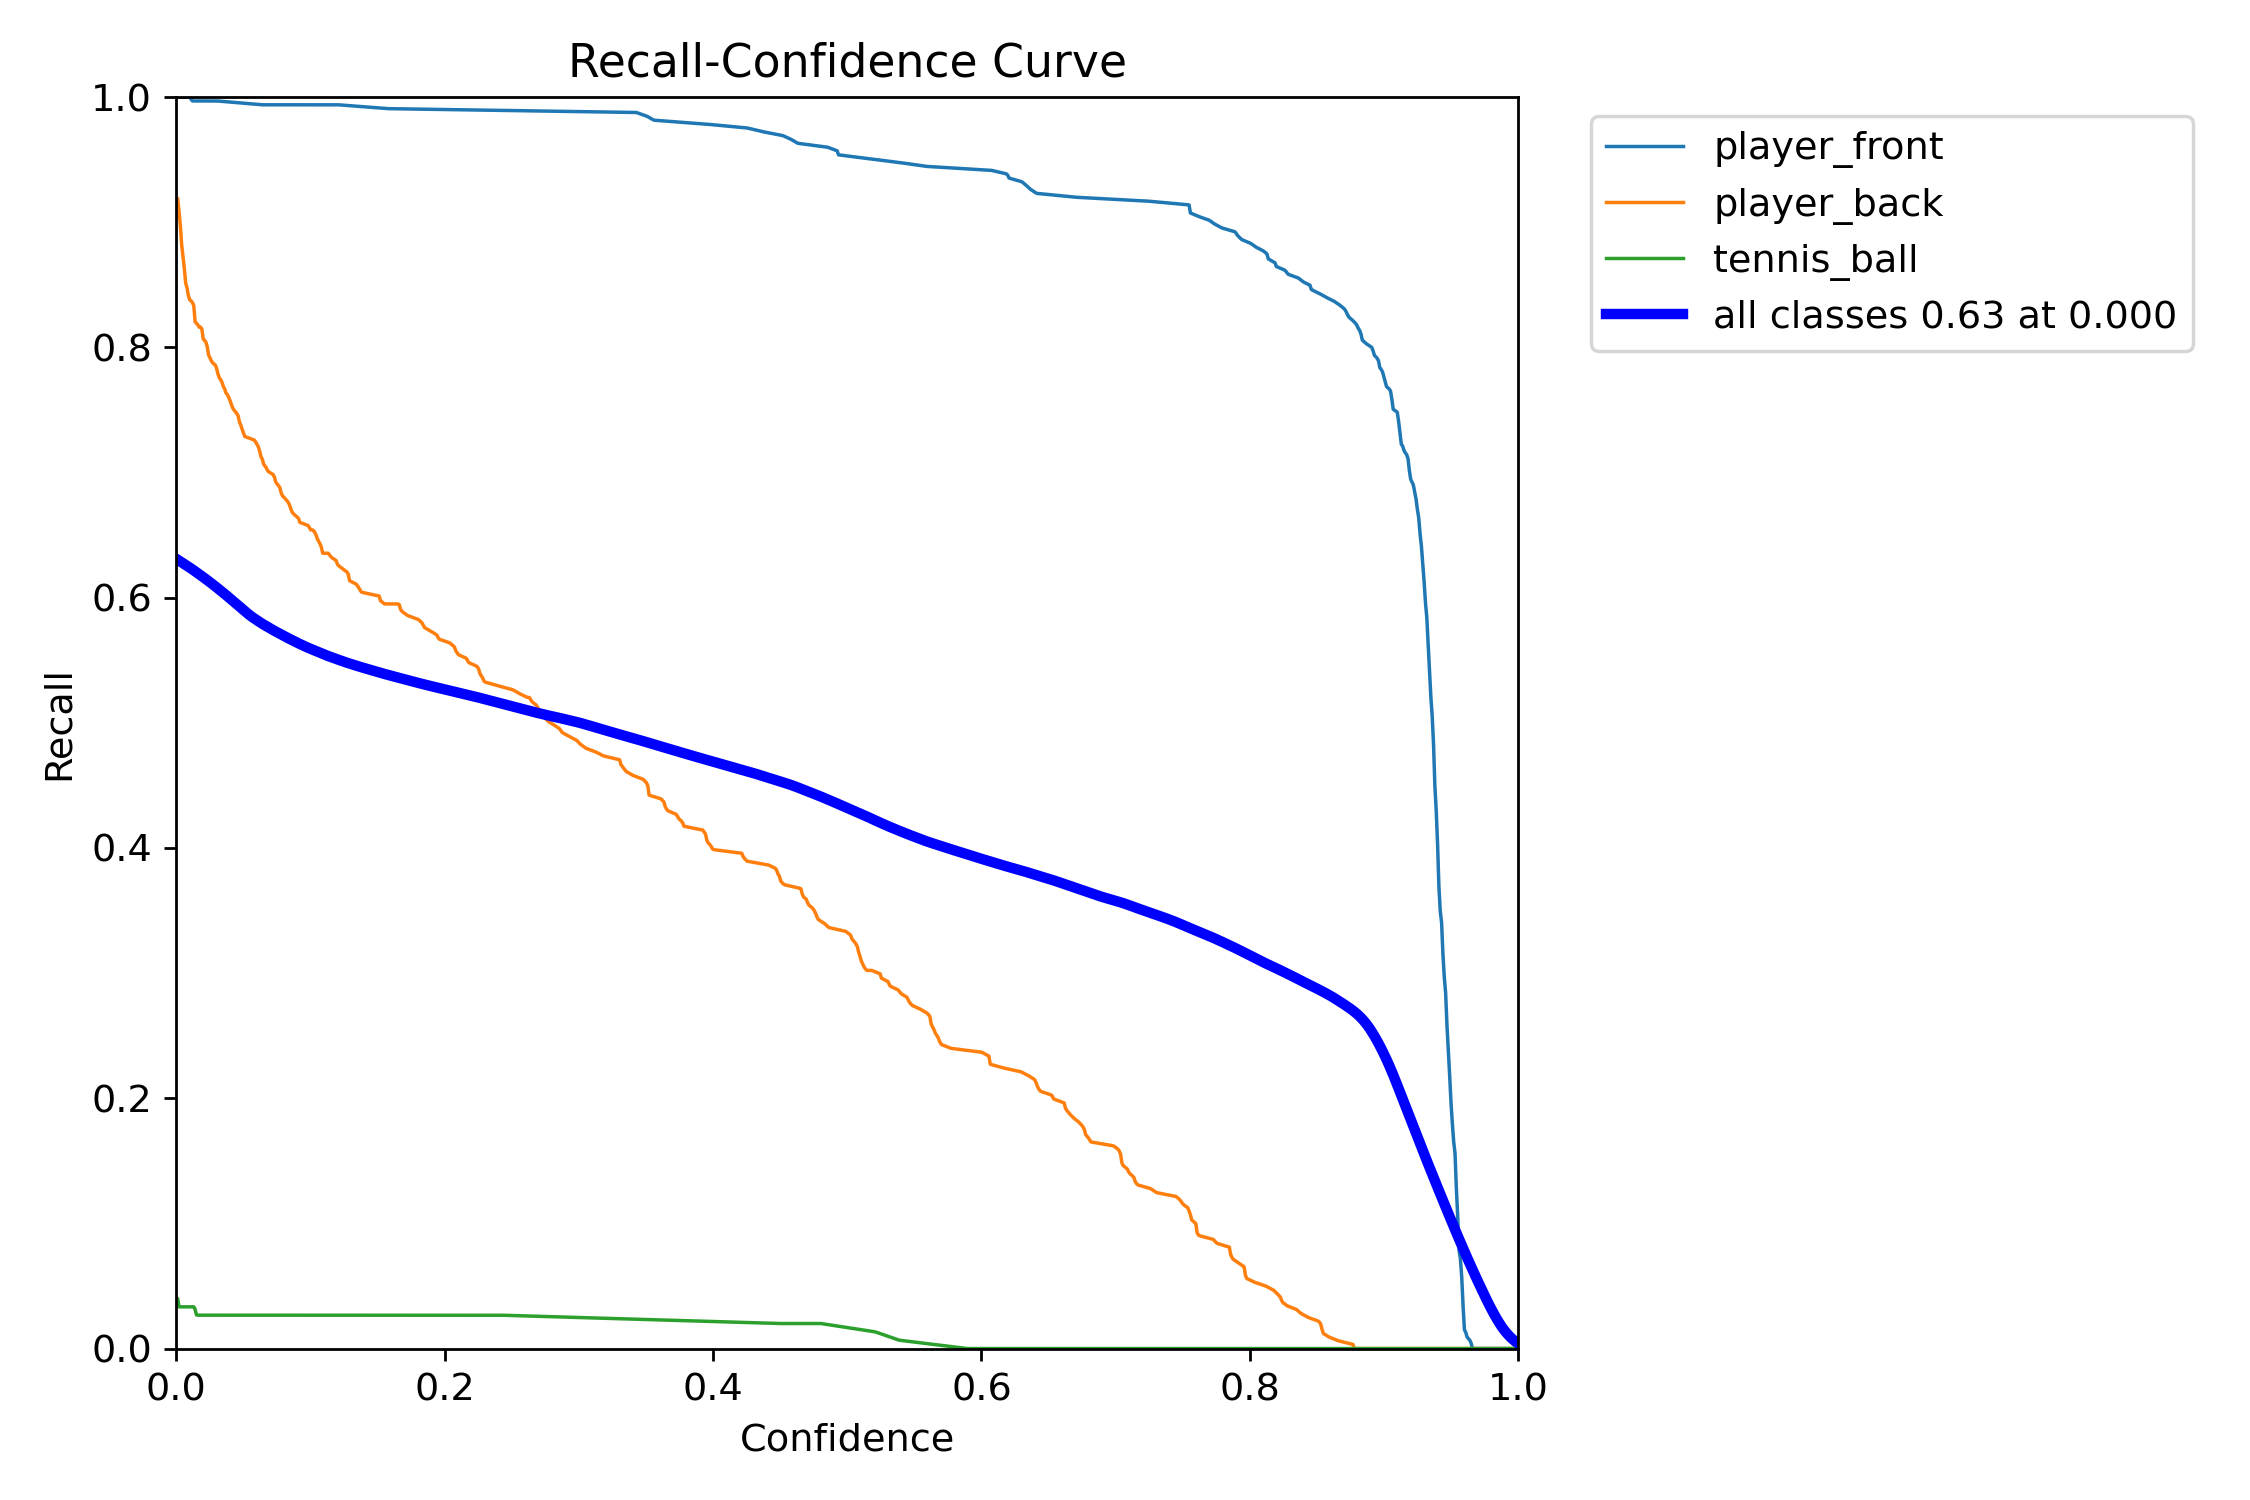 Recall-Confidence Curve
1.0
0.8
0.6
0.4
0.2
0.0
Recall
0.0 0.2 0.4 0.6 0.8 1.0
Confidence
player_front
player_back
tennis_ball
all classes 0.63 at 0.000